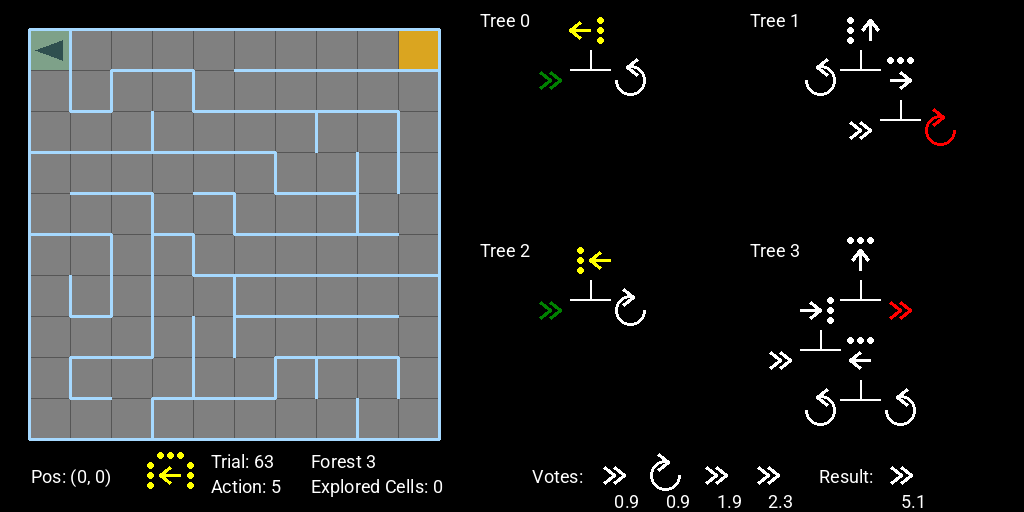 Tree 0
Tree 1
Tree 2
Tree 3
Pos: (0, 0)
Trial: 63
Forest 3
Action: 5
Explored Cells: 0
Votes:
Result:
0.9
0.9
1.9
2.3
5.1